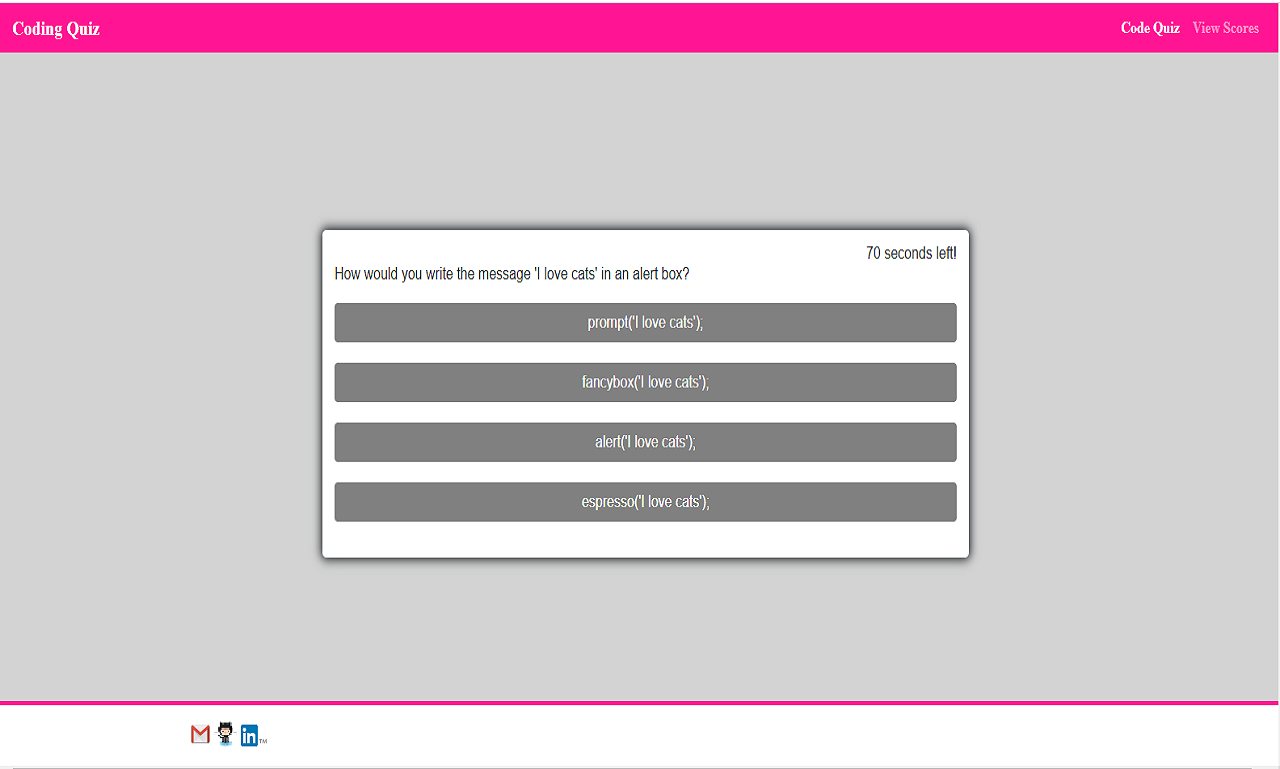 Coding Quiz
Code Quiz View Scores
70 seconds left!
How would you write the message 'I love cats' in an alert box?
prompt('I love cats');
fancybox('I love cats');
alert('I love cats');
espresso('I love cats');
in TM